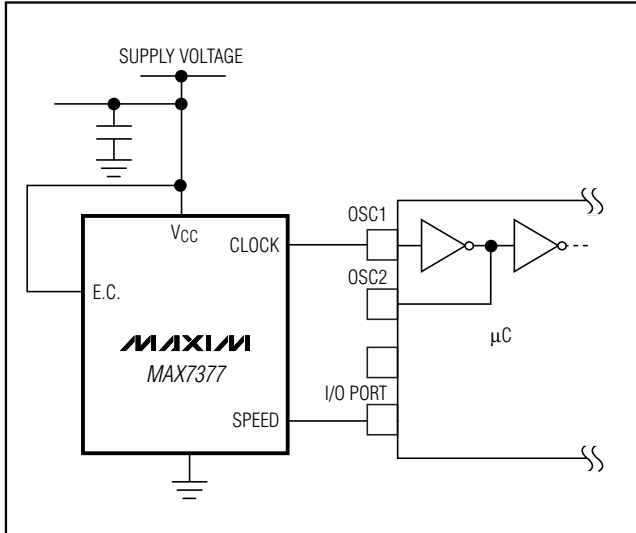 SUPPLY VOLTAGE
VCC
CLOCK
E.C.
MAXIM
MAX7377
SPEED
OSC1
OSC2
µC
I/O PORT